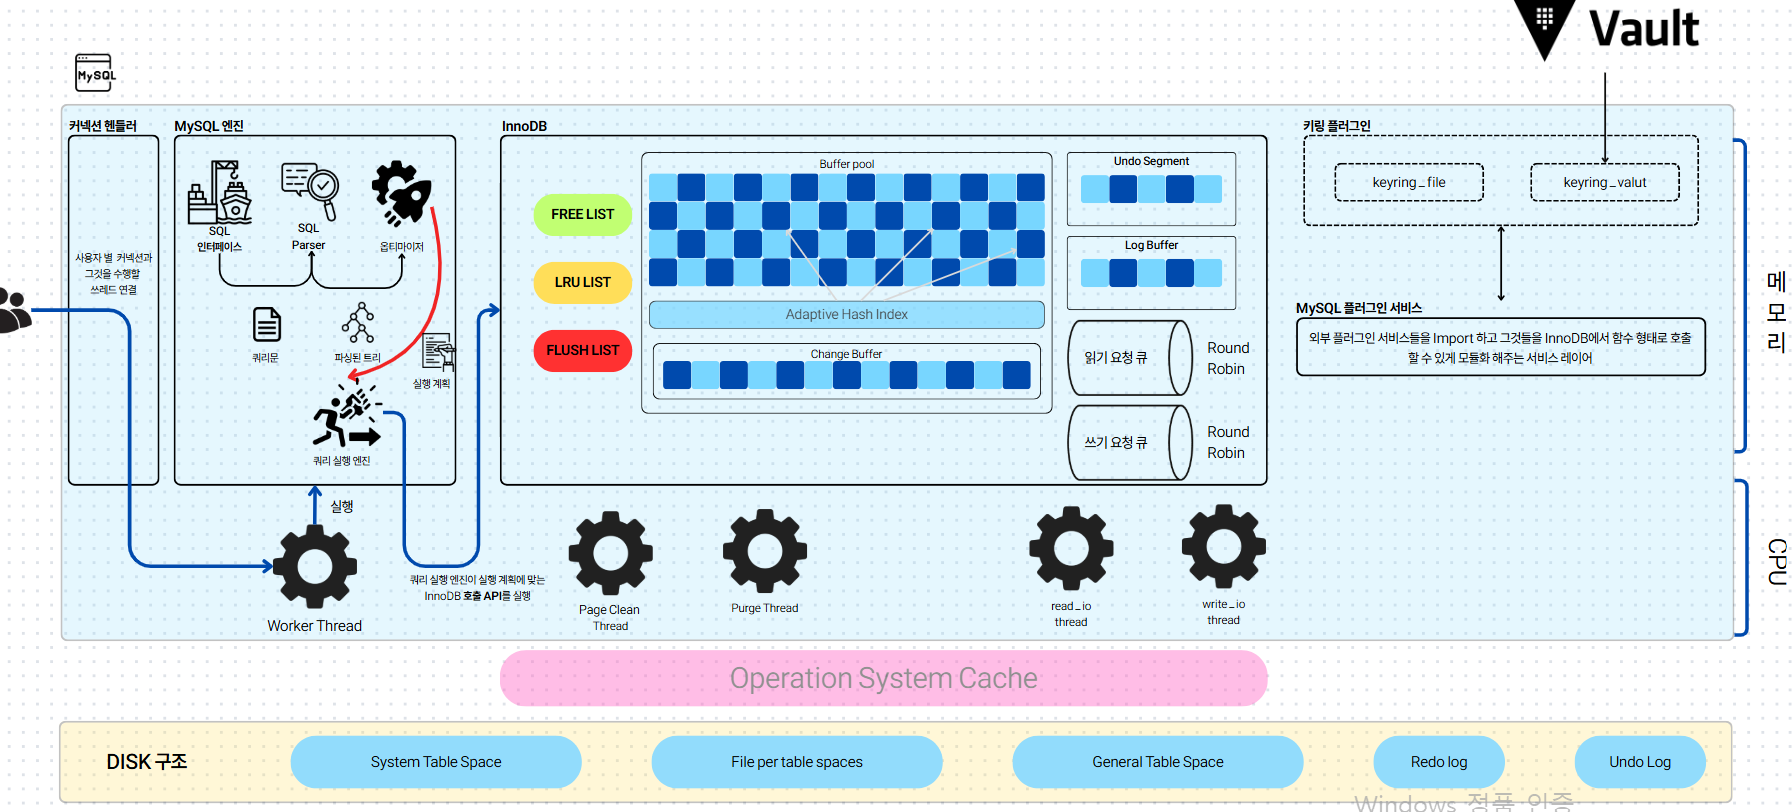 Vault
MySQL
커넥션 헨들러
MySQL 엔진
InnoDB
키링 플러그인
사용자 별 커넥션과
그것을 수행할
쓰레드 연결
SQL
인터페이스
SQL
Parser
옵티마이저
쿼리문
파싱된 트리
실행 계획
쿼리 실행 엔진
실행
Worker Thread
쿼리 실행 엔진이 실행 계획에 맞는
InnoDB 호출 API를 실행
FREE LIST
LRU LIST
FLUSH LIST
Buffer pool
Adaptive Hash Index
Change Buffer
Undo Segment
Log Buffer
읽기 요청 큐
Round
Robin
쓰기 요청 큐
Round
Robin
keyring_file
keyring_valut
MySQL 플러그인 서비스
외부 플러그인 서비스들을 Import 하고 그것들을 InnoDB에서 함수 형태로 호출
할 수 있게 모듈화 해주는 서비스 레이어
메
모
리
CPU
Page Clean
Thread
Purge Thread
read_io
thread
write_io
thread
Operation System Cache
DISK 구조
System Table Space
File per table spaces
General Table Space
Redo log
Undo Log
Windows 정품 인증